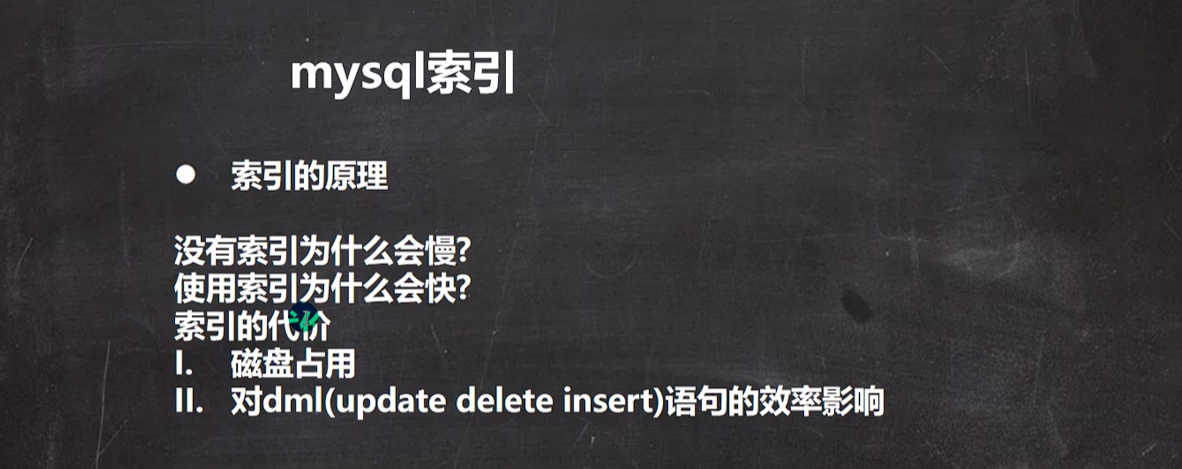 mysql索引
● 索引的原理
没有索引为什么会慢?
使用索引为什么会快?
索引的代价
I. 磁盘占用
II. 对dml(update delete insert)语句的效率影响